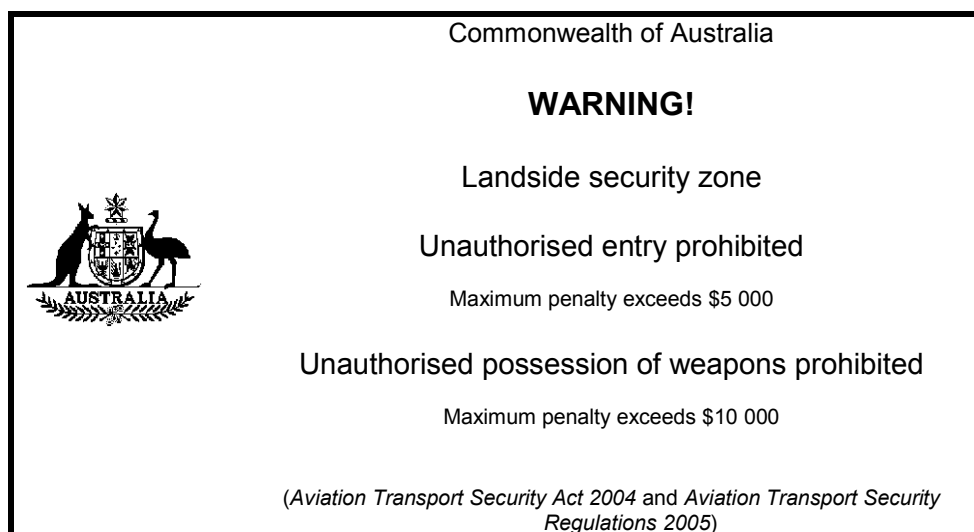 Commonwealth of Australia
WARNING!
Landside security zone
Unauthorised entry prohibited
Maximum penalty exceeds $5 000
AUSTRALIA
Unauthorised possession of weapons prohibited
Maximum penalty exceeds $10 000
(Aviation Transport Security Act 2004 and Aviation Transport Security
Regulations 2005)